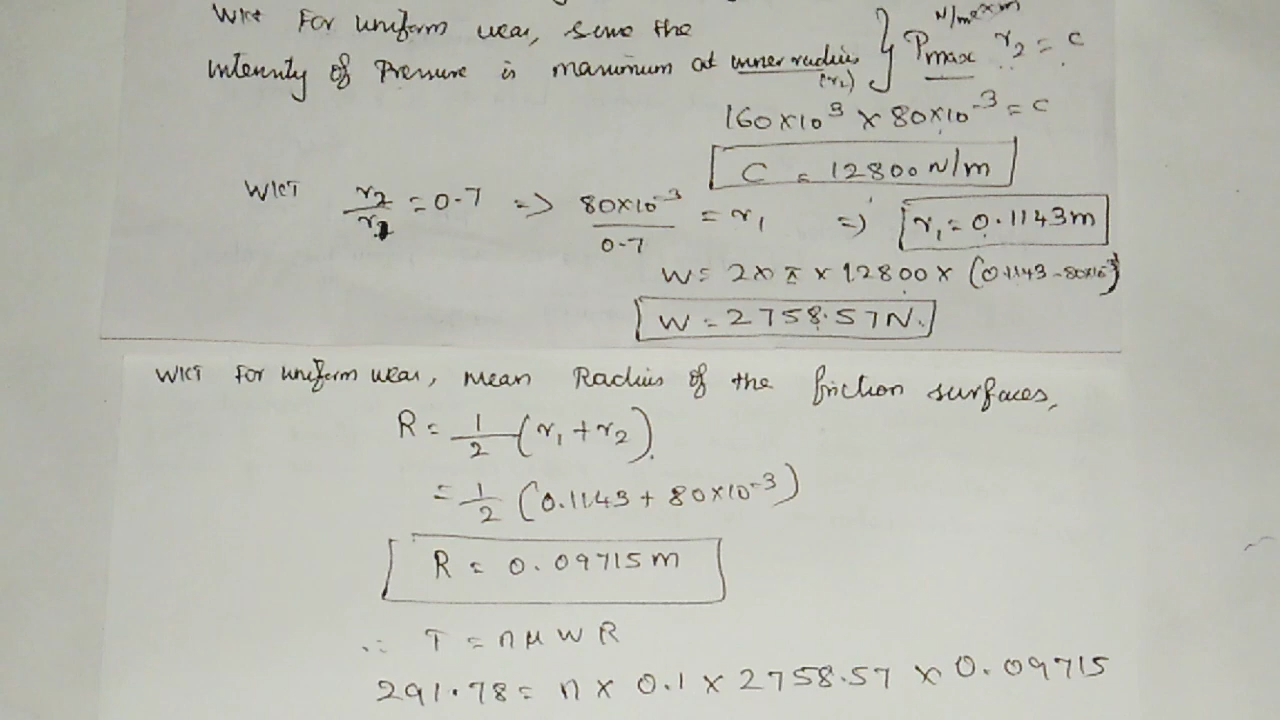 WKT For uniform wear, sence the
intensity of Pressure is maximum at inner radius } Pmax r2 = c
N/m² x m
(r2)
160×10³ × 80×10⁻³ = c
C = 12800 N/m
WKT r2/r1 = 0.7 => 80×10⁻³/0.7 = r1 => r1 = 0.1143m
W = 2 × π × 12800 × (0.1143 - 80×10⁻³)
W = 2758.57N.
WKT For uniform wear, Mean Radius of the friction surfaces,
R = 1/2 (r1 + r2).
= 1/2 (0.1143 + 80×10⁻³)
R = 0.09715m
∴ T = nμWR
291.78 = n × 0.1 × 2758.57 × 0.09715